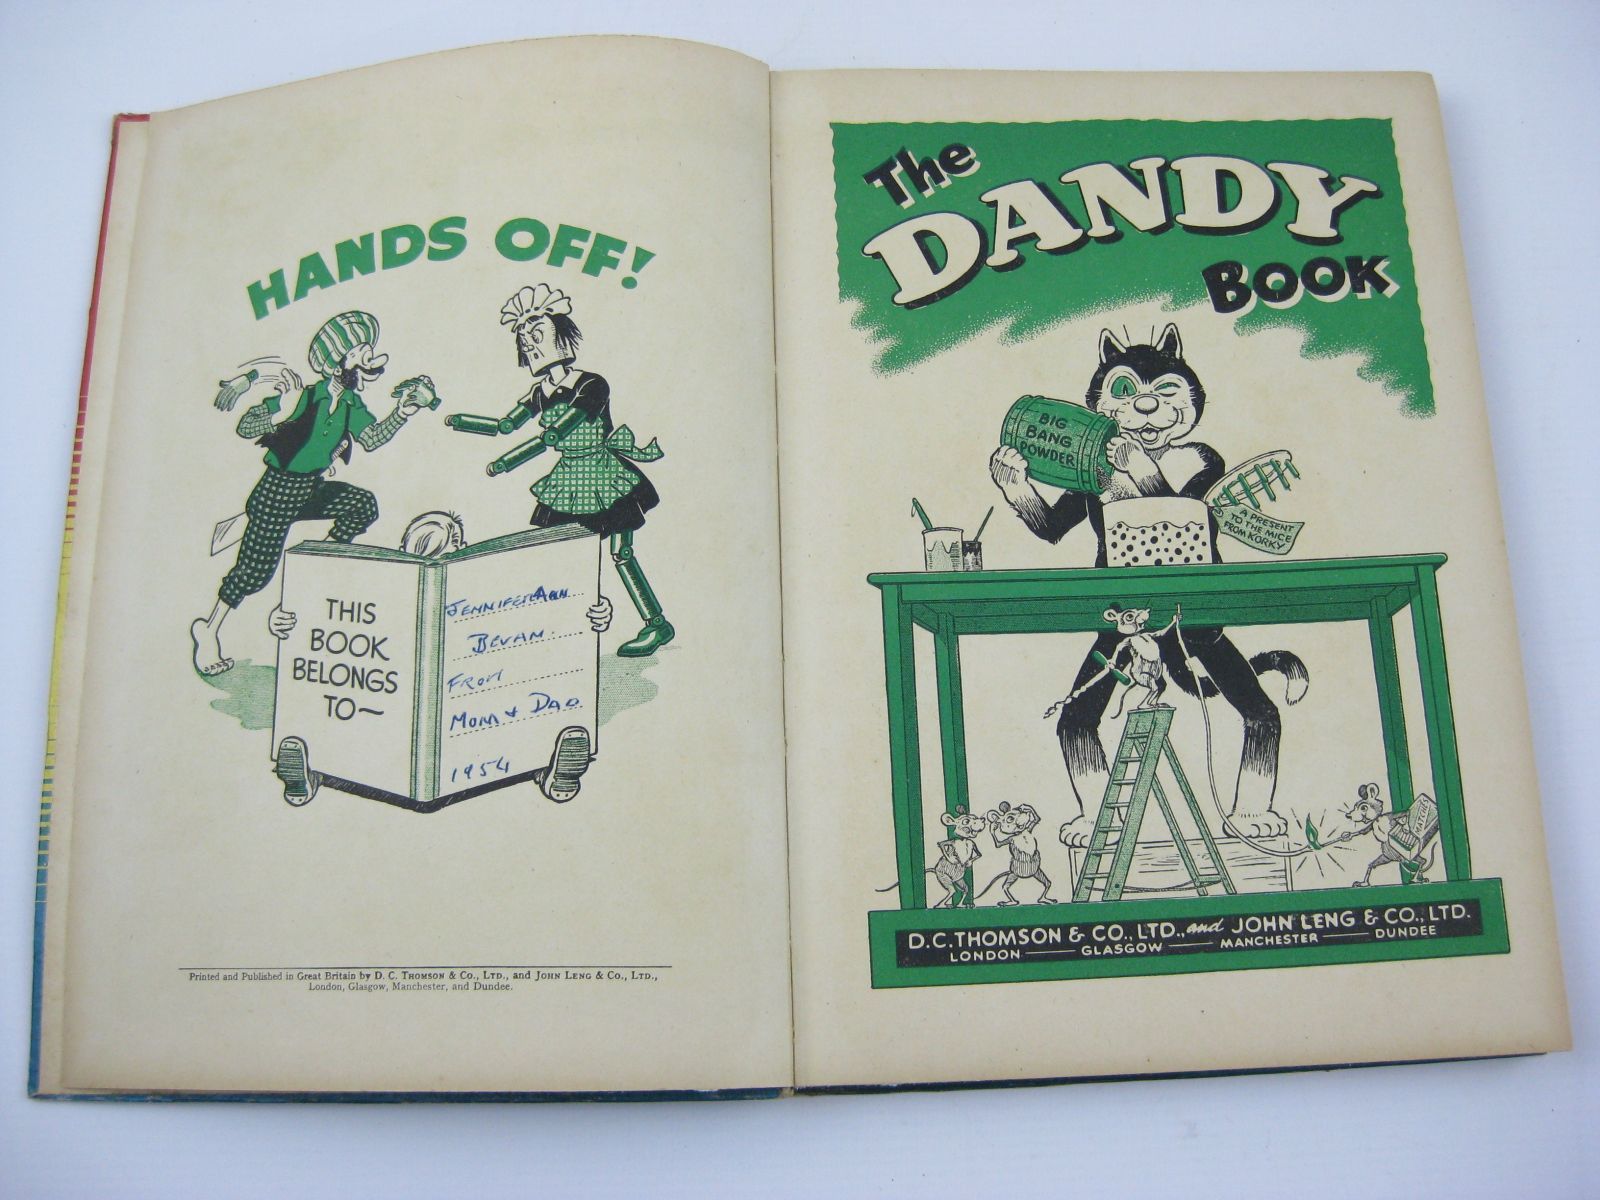 HANDS OFF!
THIS
BOOK
BELONGS
TO—
JENNIFER ANN
BEVAN.
FROM
MOM & DAD
1954
Printed and Published in Great Britain by D. C. THOMSON & CO., LTD., and JOHN LENG & CO., LTD.,
London, Glasgow, Manchester, and Dundee.
The
DANDY
BOOK
BIG
BANG
POWDER
A PRESENT
TO THE MICE
FROM KORKY
MATCHES
D.C. THOMSON & CO., LTD., and JOHN LENG & CO., LTD.
LONDON — GLASGOW — MANCHESTER — DUNDEE